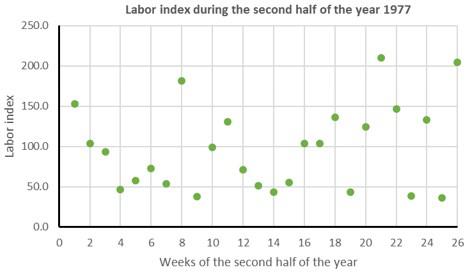 Labor index during the second half of the year 1977
250.0
200.0
150.0
100.0
50.0
0.0
Labor index
0 2 4 6 8 10 12 14 16 18 20 22 24 26
Weeks of the second half of the year